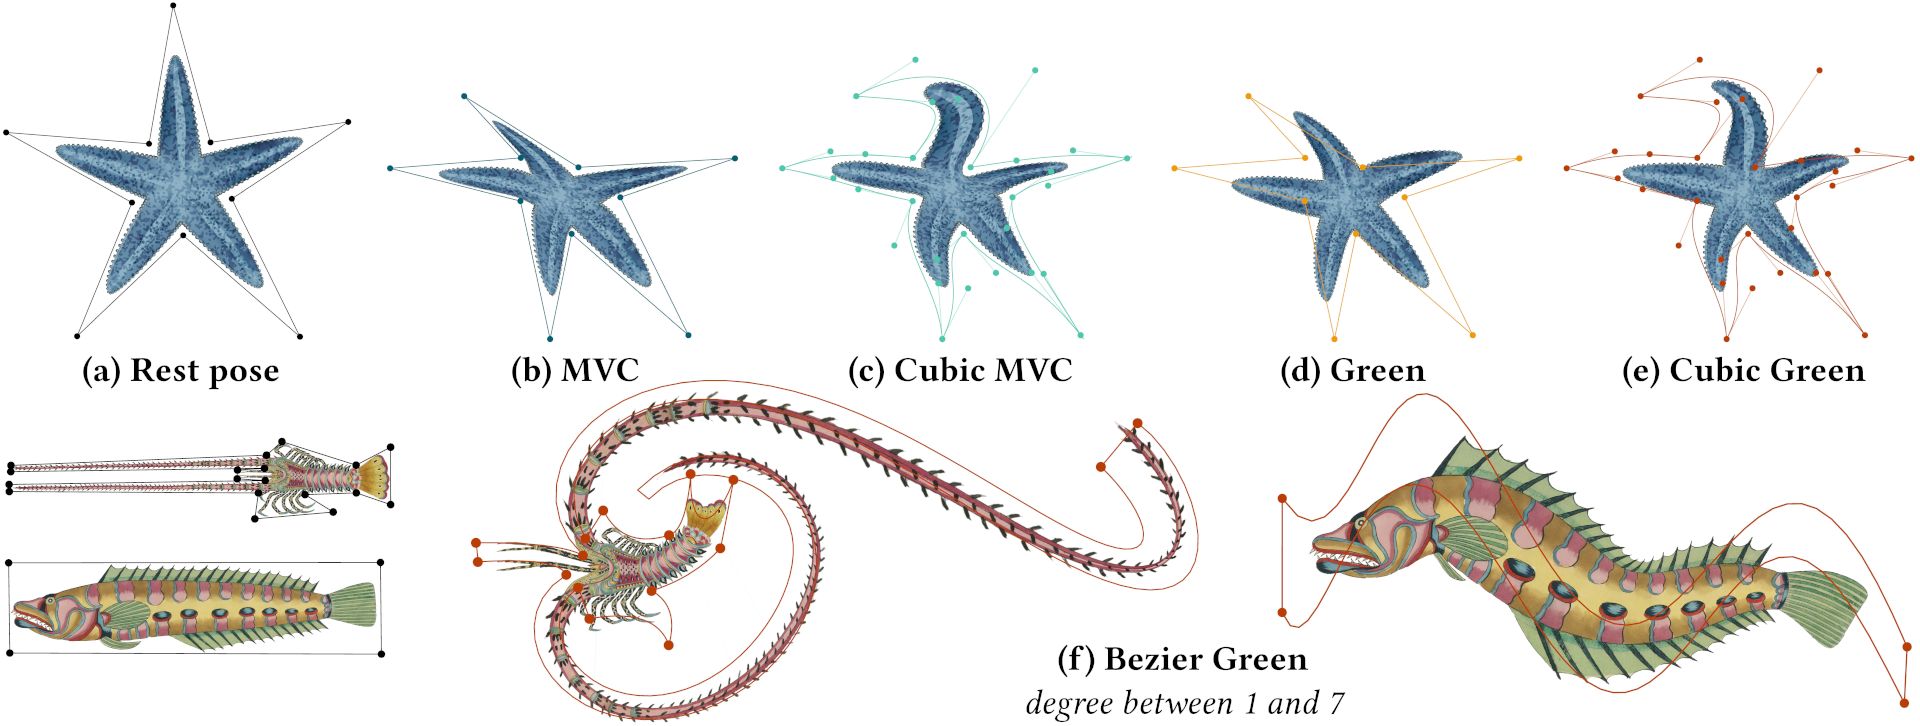 (a) Rest pose
(b) MVC
(c) Cubic MVC
(d) Green
(e) Cubic Green
(f) Bezier Green
degree between 1 and 7